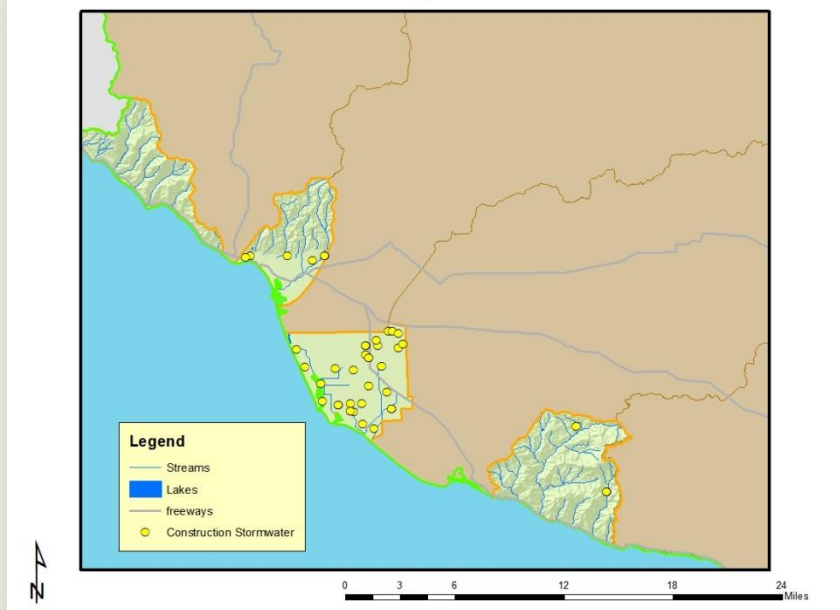 Legend
Streams
Lakes
freeways
Construction Stormwater
N
0 3 6 12 18 24
Miles